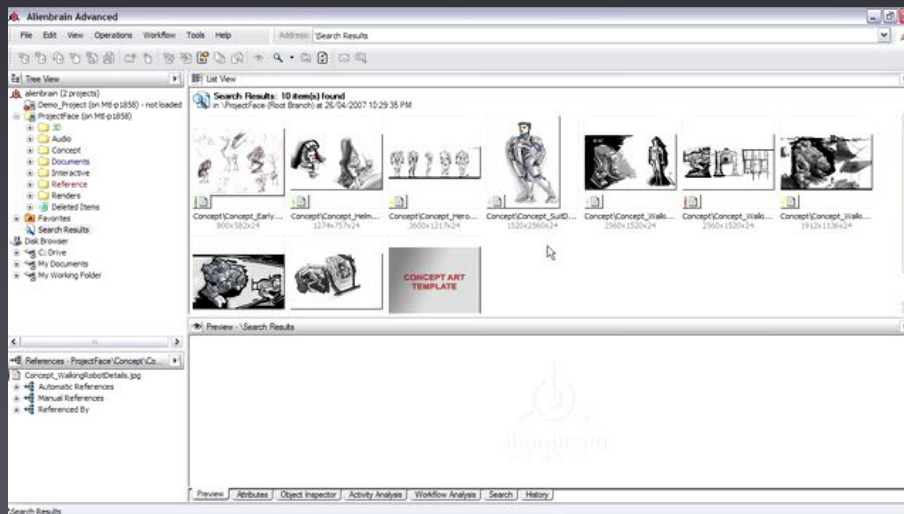 Alienbrain Advanced
File Edit View Operations Workflow Tools Help
Address: \Search Results
Tree View
alienbrain (2 projects)
Demo_Project (on Mtl-p1858) - not loaded
ProjectFace (on Mtl-p1858)
3D
Audio
Concept
Documents
Interactive
Reference
Renders
Deleted Items
Favorites
Search Results
Disk Browser
C: Drive
My Documents
My Working Folder
References - ProjectFace\Concept\Co...
Concept_WalkingRobotDetails.jpg
Automatic References
Manual References
Referenced By
List View
Search Results: 10 item(s) found
in '\ProjectFace (Root Branch) at 26/04/2007 10:29:35 PM
Concept\Concept_Early... Concept\Concept_Helm... Concept\Concept_Hero... Concept\Concept_SuitD... Concept\Concept_Walki... Concept\Concept_Walki... Concept\Concept_Walki...
800x582x24 1274x757x24 3600x1217x24 1520x2560x24 2560x1520x24 2560x1520x24 1912x1136x24
CONCEPT ART
TEMPLATE
Preview - \Search Results
alienbrain
Preview Attributes Object Inspector Activity Analysis Workflow Analysis Search History
\Search Results